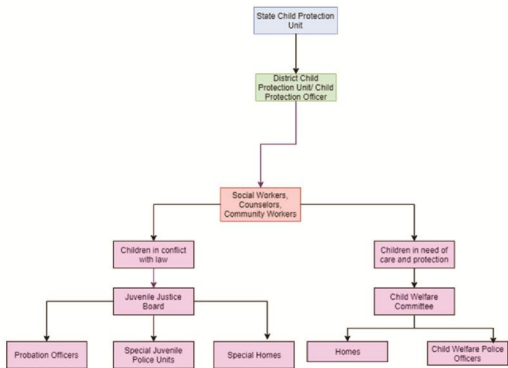 State Child Protection
Unit
District Child
Protection Unit/ Child
Protection Officer
Social Workers,
Counselors,
Community Workers
Children in conflict
with law
Children in need of
care and protection
Juvenile Justice
Board
Child Welfare
Committee
Probation Officers
Special Juvenile
Police Units
Special Homes
Homes
Child Welfare Police
Officers